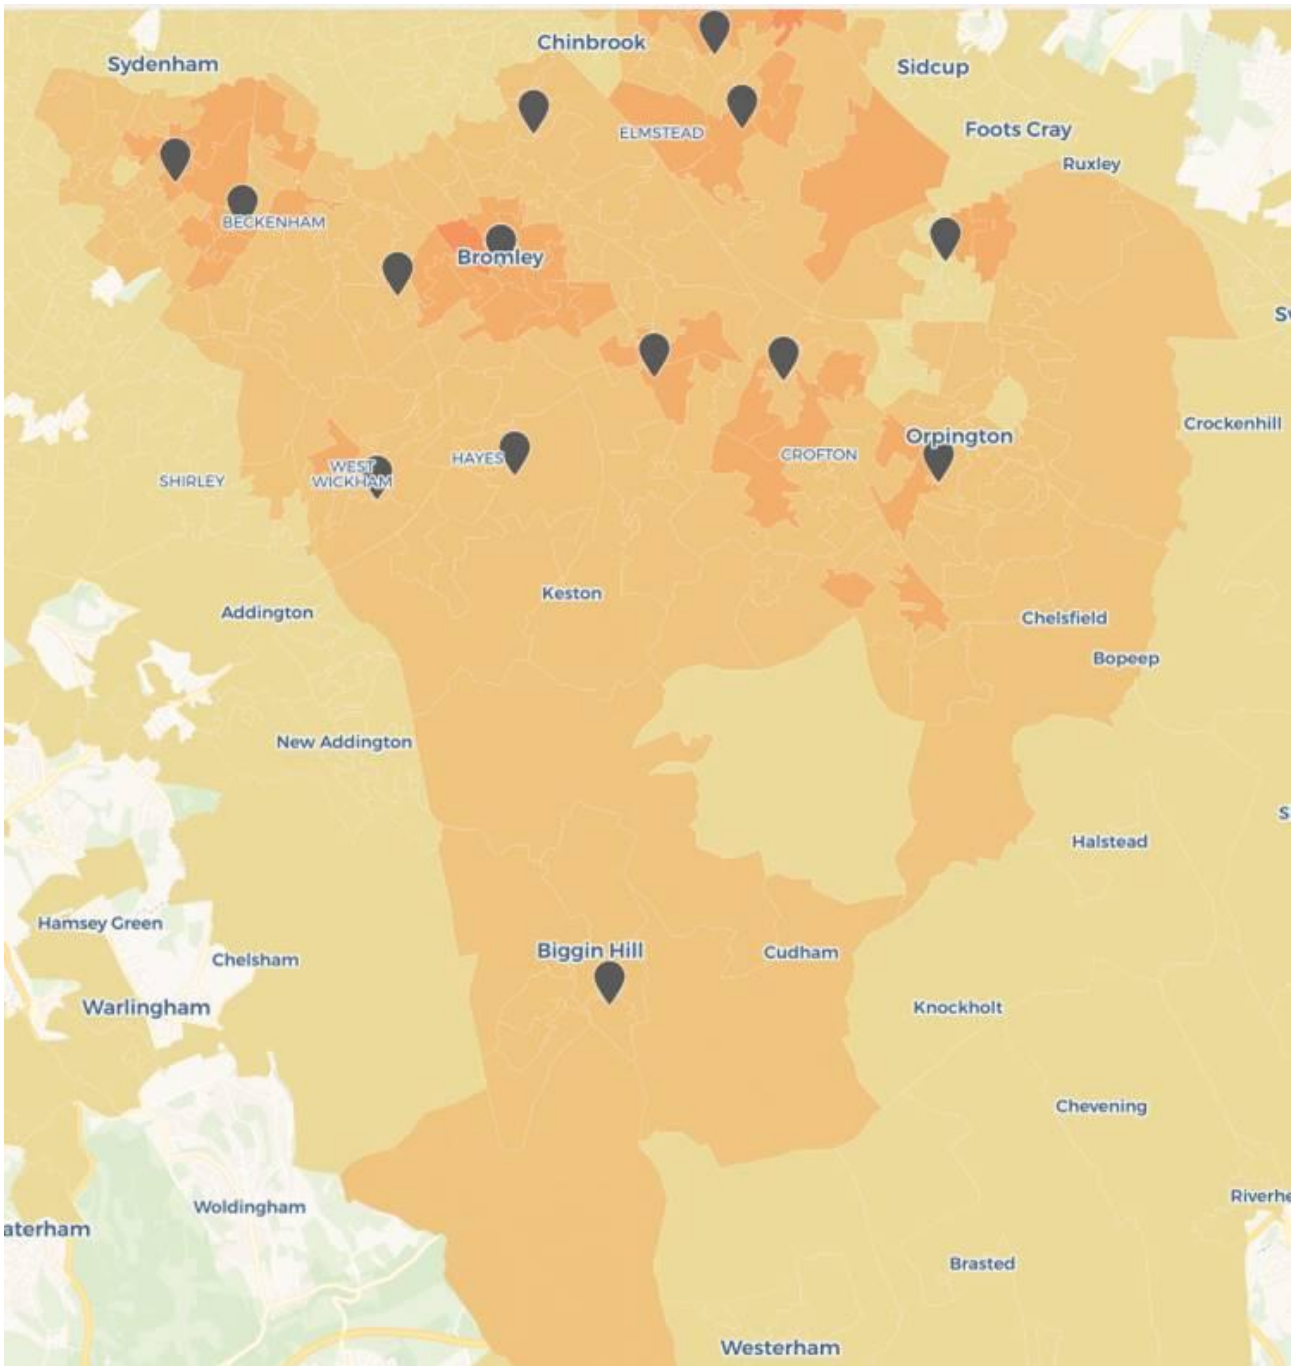 Chinbrook
Sydenham
Sidcup
Foots Cray
ELMSTEAD
Ruxley
BECKENHAM
Bromley
Crockenhill
Orpington
CROFTON
HAYES
WEST
WICKHAM
SHIRLEY
Keston
Addington
Chelsfield
Bopeep
New Addington
Halstead
Hamsey Green
Biggin Hill
Cudham
Chelsham
Warlingham
Knockholt
Chevening
Riverhe
Woldingham
aterham
Brasted
Westerham